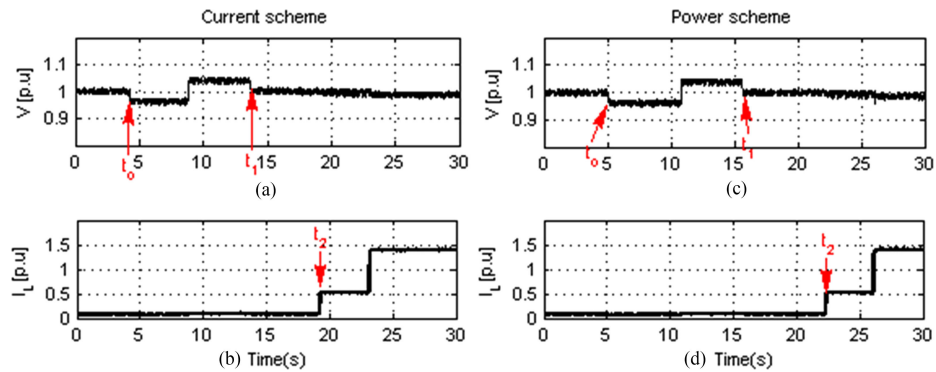 Current scheme
Power scheme
V [p.u]
1.1
1
0.9
t₀
t₁
0 5 10 15 20 25 30
(a)
V [p.u]
1.1
1
0.9
t₀
t₁
0 5 10 15 20 25 30
(c)
I_L [p.u]
1.5
1
0.5
0
t₂
0 5 10 15 20 25 30
(b) Time(s)
I_L [p.u]
1.5
1
0.5
0
t₂
0 5 10 15 20 25 30
(d) Time(s)